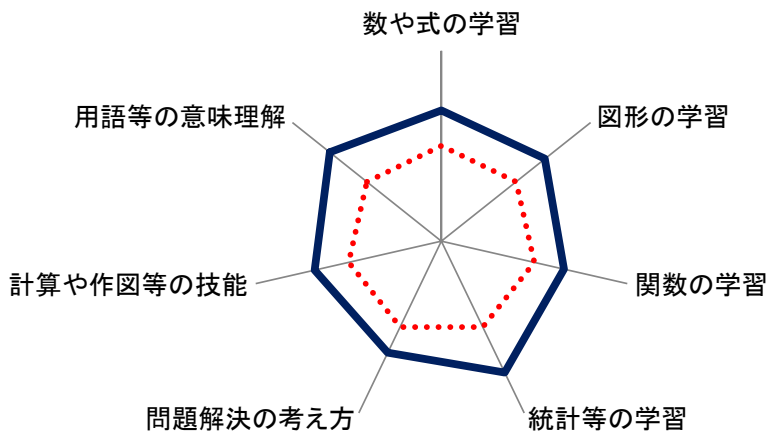 数や式の学習
用語等の意味理解
図形の学習
計算や作図等の技能
関数の学習
問題解決の考え方
統計等の学習